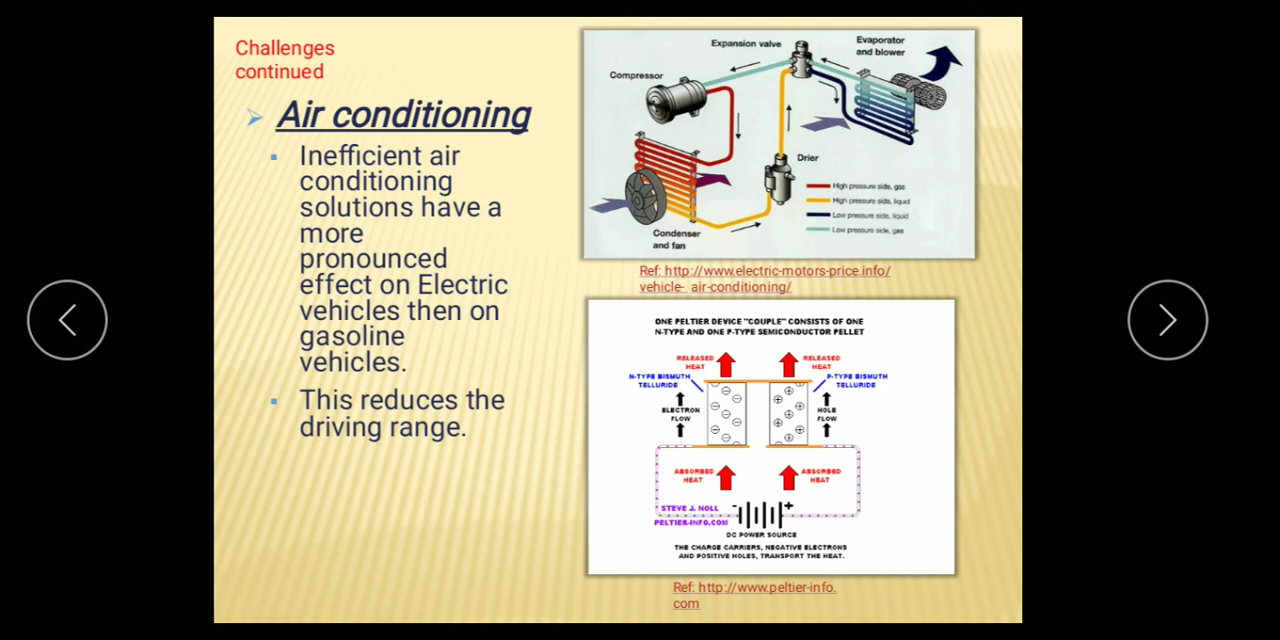 Challenges
continued
Air conditioning
Inefficient air
conditioning
solutions have a
more
pronounced
effect on Electric
vehicles then on
gasoline
vehicles.
This reduces the
driving range.
Expansion valve
Evaporator
and blower
Compressor
Drier
High pressure side, gas
High pressure side, liquid
Low pressure side, liquid
Low pressure side, gas
Condenser
and fan
Ref: http://www.electric-motors-price.info/
vehicle- air-conditioning/
ONE PELTIER DEVICE "COUPLE" CONSISTS OF ONE
N-TYPE AND ONE P-TYPE SEMICONDUCTOR PELLET
RELEASED
HEAT
RELEASED
HEAT
N-TYPE BISMUTH
TELLURIDE
P-TYPE BISMUTH
TELLURIDE
ELECTRON
FLOW
HOLE
FLOW
ABSORBED
HEAT
ABSORBED
HEAT
STEVE J. NOLL
PELTIER-INFO.COM
- +
DC POWER SOURCE
THE CHARGE CARRIERS, NEGATIVE ELECTRONS
AND POSITIVE HOLES, TRANSPORT THE HEAT.
Ref: http://www.peltier-info.
com